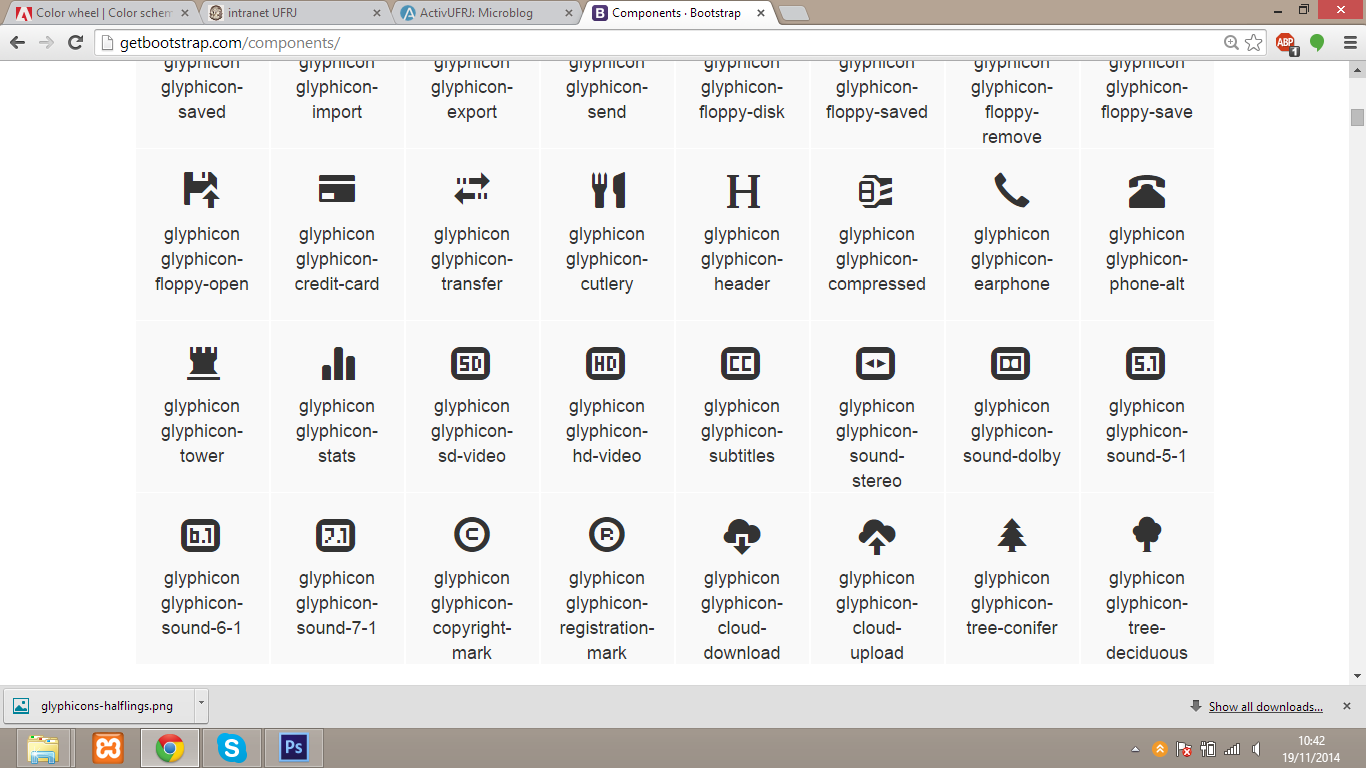 Color wheel | Color schem
intranet UFRJ
ActivUFRJ: Microblog
Components · Bootstrap
getbootstrap.com/components/
ABP
1
glyphicon glyphicon glyphicon glyphicon glyphicon glyphicon glyphicon glyphicon
glyphicon- glyphicon- glyphicon- glyphicon- glyphicon- glyphicon- glyphicon- glyphicon-
saved import export send floppy-disk floppy-saved floppy- floppy-save
remove
H
glyphicon glyphicon glyphicon glyphicon glyphicon glyphicon glyphicon glyphicon
glyphicon- glyphicon- glyphicon- glyphicon- glyphicon- glyphicon- glyphicon- glyphicon-
floppy-open credit-card transfer cutlery header compressed earphone phone-alt
SD HD CC 5.1
glyphicon glyphicon glyphicon glyphicon glyphicon glyphicon glyphicon glyphicon
glyphicon- glyphicon- glyphicon- glyphicon- glyphicon- glyphicon- glyphicon- glyphicon-
tower stats sd-video hd-video subtitles sound- sound-dolby sound-5-1
stereo
6.1 7.1 C R
glyphicon glyphicon glyphicon glyphicon glyphicon glyphicon glyphicon glyphicon
glyphicon- glyphicon- glyphicon- glyphicon- glyphicon- glyphicon- glyphicon- glyphicon-
sound-6-1 sound-7-1 copyright- registration- cloud- cloud- tree-conifer tree-
mark mark download upload deciduous
glyphicons-halflings.png
Show all downloads...
Ps
10:42
19/11/2014